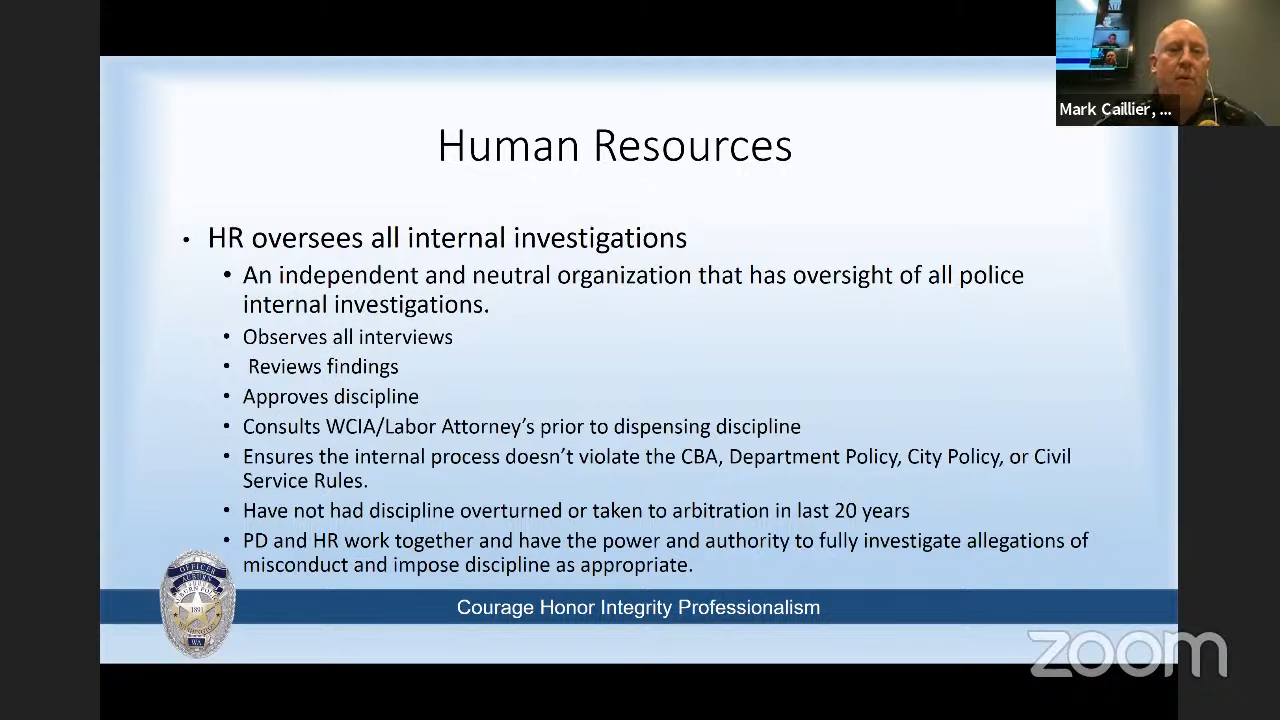 Mark Caillier, ...
Human Resources
• HR oversees all internal investigations
• An independent and neutral organization that has oversight of all police
internal investigations.
• Observes all interviews
• Reviews findings
• Approves discipline
• Consults WCIA/Labor Attorney’s prior to dispensing discipline
• Ensures the internal process doesn’t violate the CBA, Department Policy, City Policy, or Civil
Service Rules.
• Have not had discipline overturned or taken to arbitration in last 20 years
• PD and HR work together and have the power and authority to fully investigate allegations of
misconduct and impose discipline as appropriate.
OFFICER
AUBURN
1891
WA
Courage Honor Integrity Professionalism
zoom